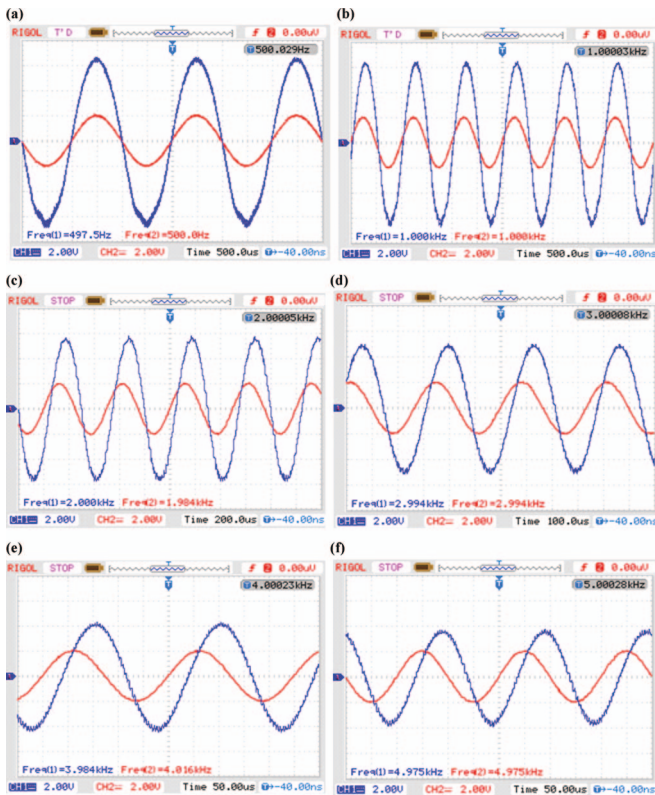 (a)
RIGOL T'D T f 2 0.00uV
T 500.029Hz
Freq(1)=497.5Hz Freq(2)=500.0Hz
CH1 2.00V CH2= 2.00V Time 500.0us T→-40.00ns
(b)
RIGOL T'D T f 2 0.00uV
T 1.00003kHz
Freq(1)=1.000kHz Freq(2)=1.000kHz
CH1 2.00V CH2= 2.00V Time 500.0us T→-40.00ns
(c)
RIGOL STOP T f 2 0.00uV
T 2.00005kHz
Freq(1)=2.000kHz Freq(2)=1.984kHz
CH1 2.00V CH2= 2.00V Time 200.0us T→-40.00ns
(d)
RIGOL STOP T f 2 0.00uV
T 3.00008kHz
Freq(1)=2.994kHz Freq(2)=2.994kHz
CH1 2.00V CH2= 2.00V Time 100.0us T→-40.00ns
(e)
RIGOL STOP T f 2 0.00uV
T 4.00023kHz
Freq(1)=3.984kHz Freq(2)=4.016kHz
CH1 2.00V CH2= 2.00V Time 50.00us T→-40.00ns
(f)
RIGOL STOP T f 2 0.00uV
T 5.00028kHz
Freq(1)=4.975kHz Freq(2)=4.975kHz
CH1 2.00V CH2= 2.00V Time 50.00us T→-40.00ns